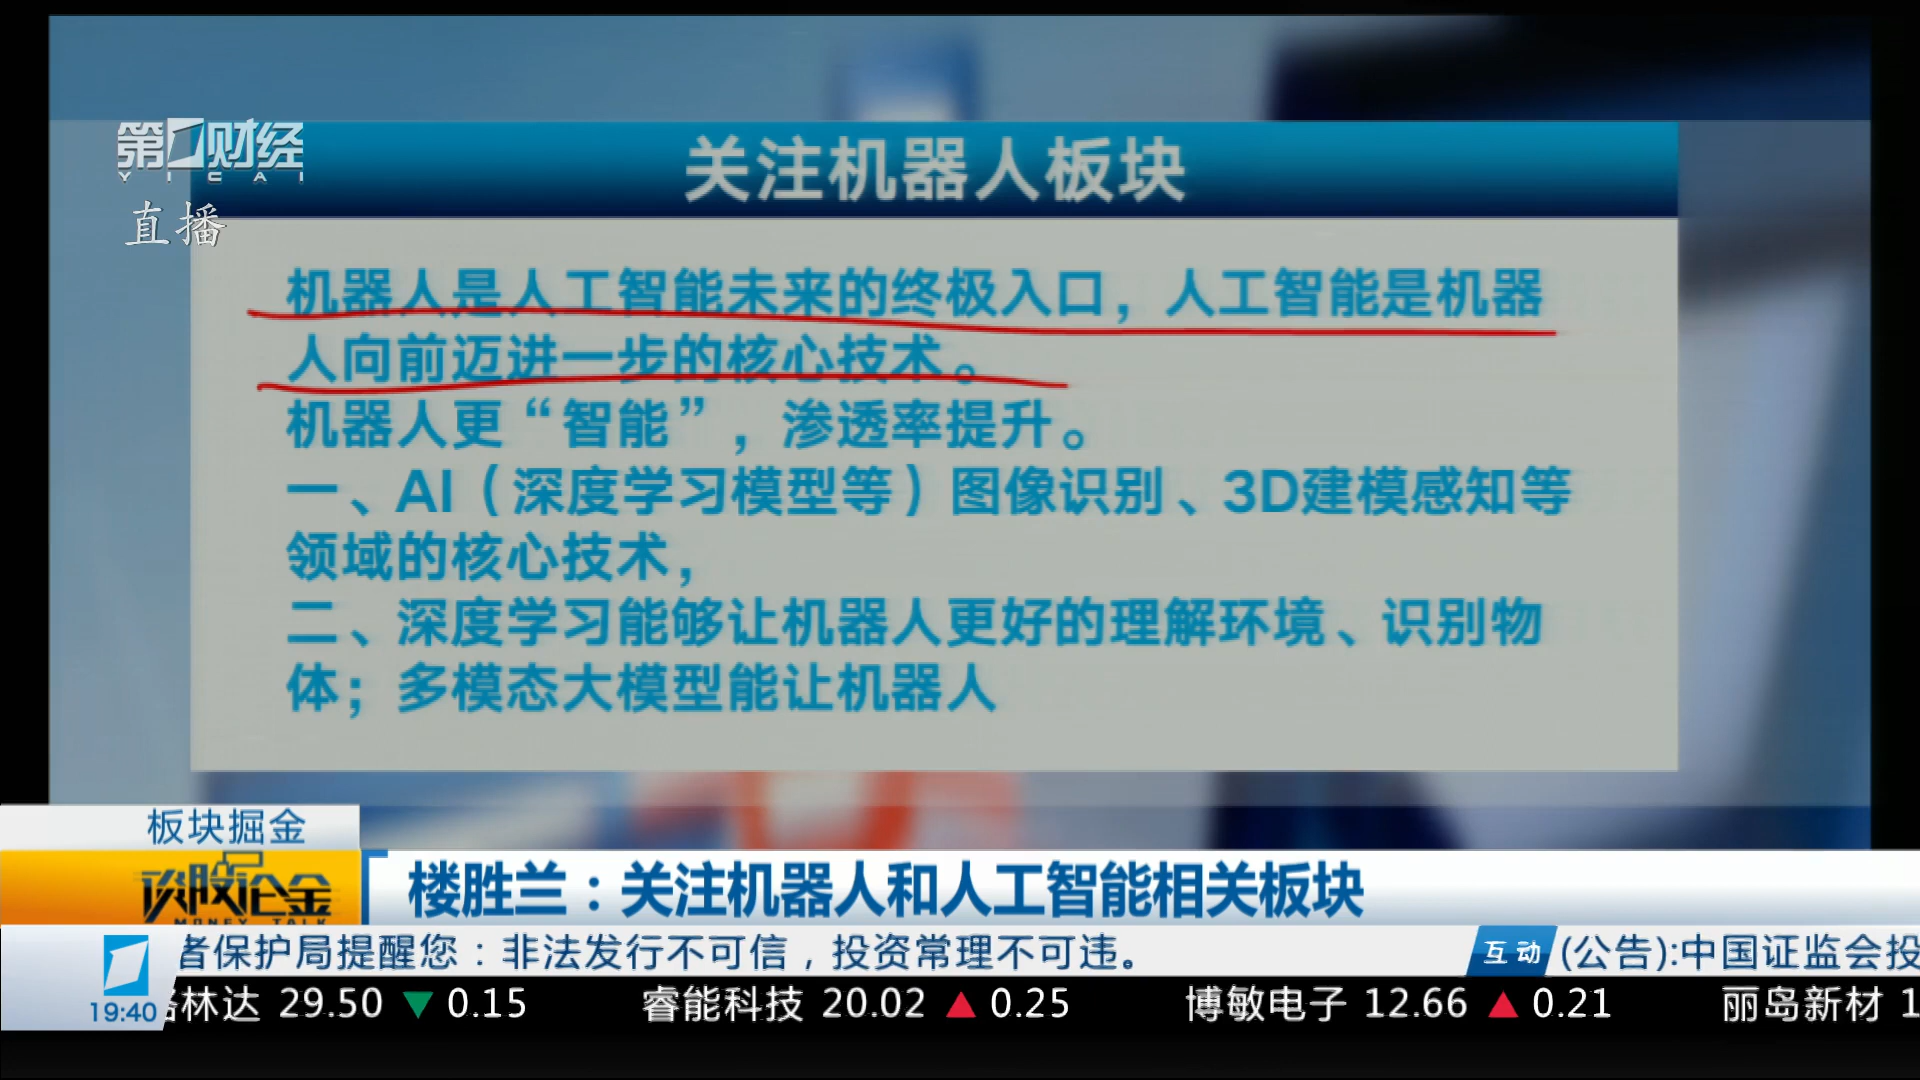 第1财经
YICAI
直播
关注机器人板块
机器人是人工智能未来的终极入口，人工智能是机器
人向前迈进一步的核心技术。
机器人更“智能”，渗透率提升。
一、AI（深度学习模型等）图像识别、3D建模感知等
领域的核心技术，
二、深度学习能够让机器人更好的理解环境、识别物
体；多模态大模型能让机器人
板块掘金
谈股论金
MONEY TALK
楼胜兰：关注机器人和人工智能相关板块
者保护局提醒您：非法发行不可信，投资常理不可违。 互动 (公告):中国证监会投
19:40
林达 29.50 ▼ 0.15 睿能科技 20.02 ▲ 0.25 博敏电子 12.66 ▲ 0.21 丽岛新材 1